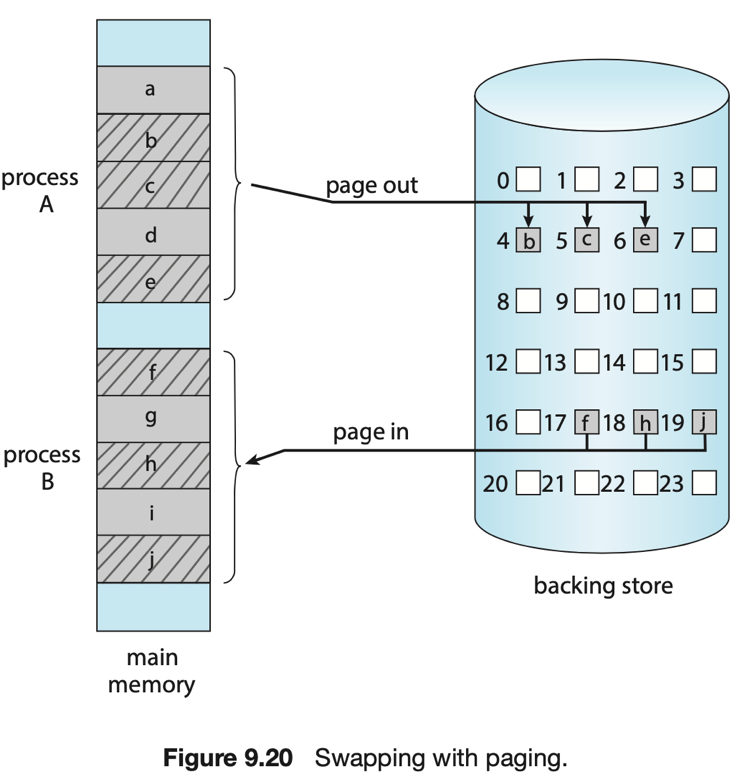 a
b
process
A
c
d
e
page out
f
g
process
B
h
i
j
page in
main
memory
0 1 2 3
4 b 5 c 6 e 7
8 9 10 11
12 13 14 15
16 17 f 18 h 19 j
20 21 22 23
backing store
Figure 9.20 Swapping with paging.